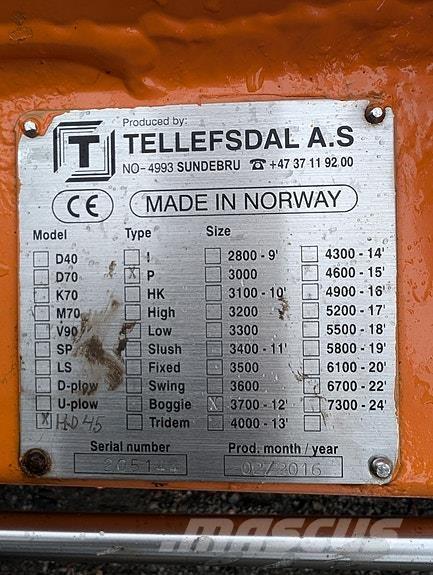 Produced by:
T TELLEFSDAL A.S
NO-4993 SUNDEBRU ☎ +47 37 11 92 00
CE MADE IN NORWAY
Model Type Size
D40 I 2800 - 9' 4300 - 14'
D70 P 3000 4600 - 15'
K70 HK 3100 - 10' 4900 - 16'
M70 High 3200 5200 - 17'
V90 Low 3300 5500 - 18'
SP Slush 3400 - 11' 5800 - 19'
LS Fixed 3500 6100 - 20'
D-plow Swing 3600 6700 - 22'
U-plow Boggie 3700 - 12' 7300 - 24'
HD 45 Tridem 4000 - 13'
Serial number Prod. month / year
02/2016
MASCUS